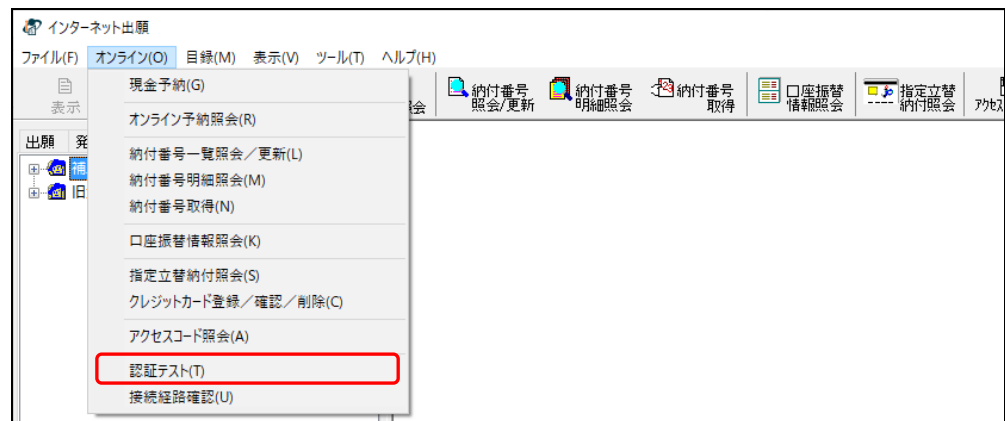 インターネット出願
ファイル(F) オンライン(O) 目録(M) 表示(V) ツール(T) ヘルプ(H)
表示
照会
納付番号
照会/更新
納付番号
明細照会
納付番号
取得
口座振替
情報照会
指定立替
納付照会
アクセス
出願 発
補
旧
現金予納(G)
オンライン予納照会(R)
納付番号一覧照会/更新(L)
納付番号明細照会(M)
納付番号取得(N)
口座振替情報照会(K)
指定立替納付照会(S)
クレジットカード登録/確認/削除(C)
アクセスコード照会(A)
認証テスト(T)
接続経路確認(U)